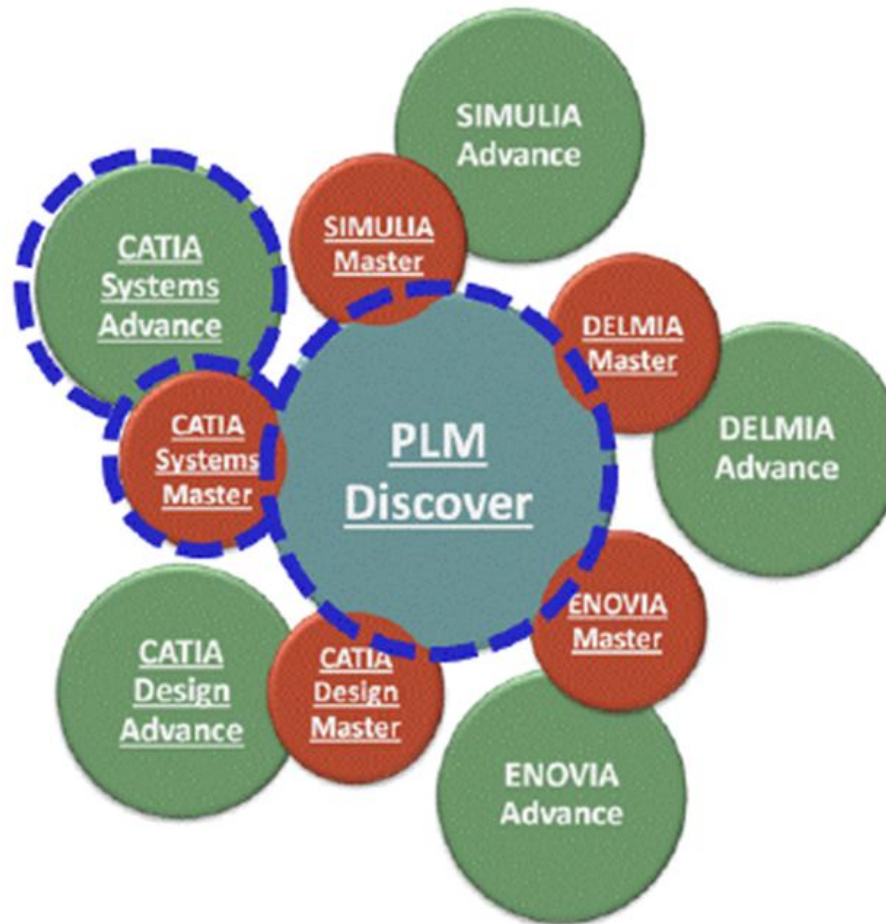 SIMULIA
Advance
CATIA
Systems
Advance
SIMULIA
Master
DELMIA
Master
DELMIA
Advance
CATIA
Systems
Master
PLM
Discover
ENOVIA
Master
CATIA
Design
Advance
CATIA
Design
Master
ENOVIA
Advance